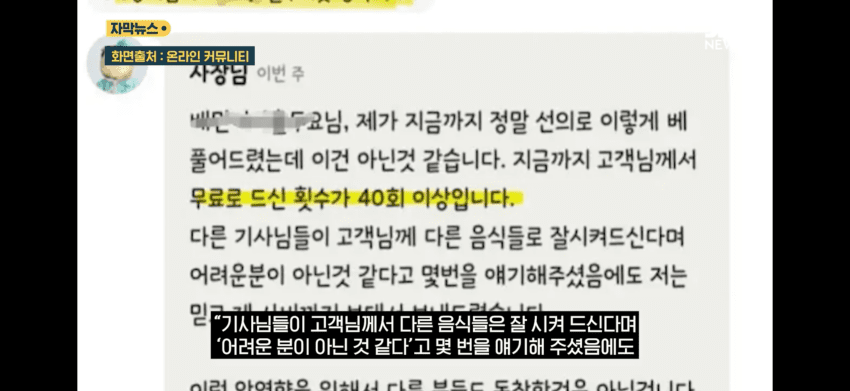 자막뉴스
화면출처 : 온라인 커뮤니티
사장님 이번 주
님, 제가 지금까지 정말 선의로 이렇게 베
풀어드렸는데 이건 아닌것 같습니다. 지금까지 고객님께서
무료로 드신 횟수가 40회 이상입니다.
다른 기사님들이 고객님께 다른 음식들로 잘시켜드신다며
어려운분이 아닌것 같다고 몇번을 얘기해주셨음에도 저는
“기사님들이 고객님께서 다른 음식들은 잘 시켜 드신다며
‘어려운 분이 아닌 것 같다’고 몇 번을 얘기해 주셨음에도